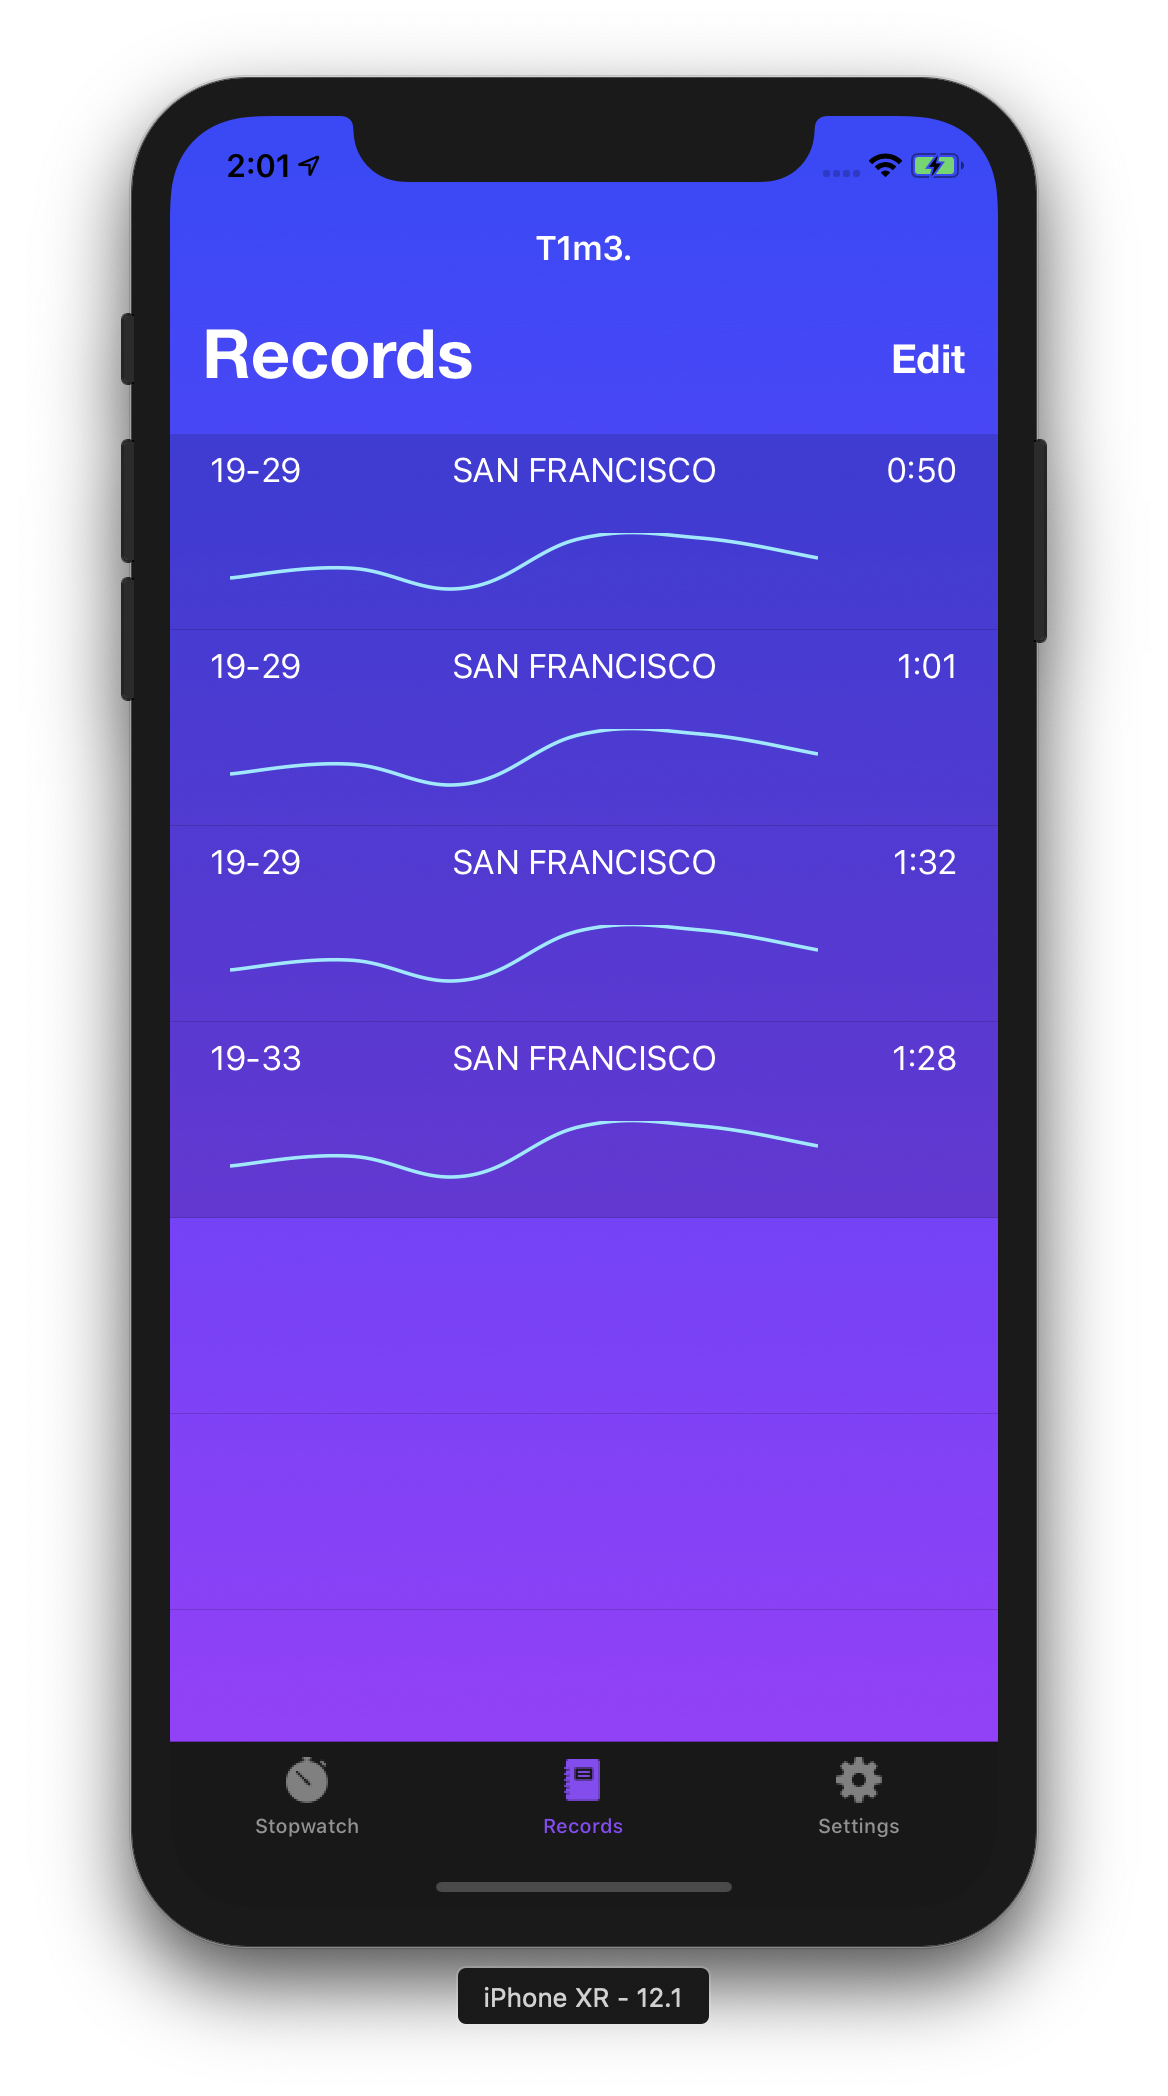 2:01
T1m3.
Records Edit
19-29 SAN FRANCISCO 0:50
19-29 SAN FRANCISCO 1:01
19-29 SAN FRANCISCO 1:32
19-33 SAN FRANCISCO 1:28
Stopwatch Records Settings
iPhone XR - 12.1